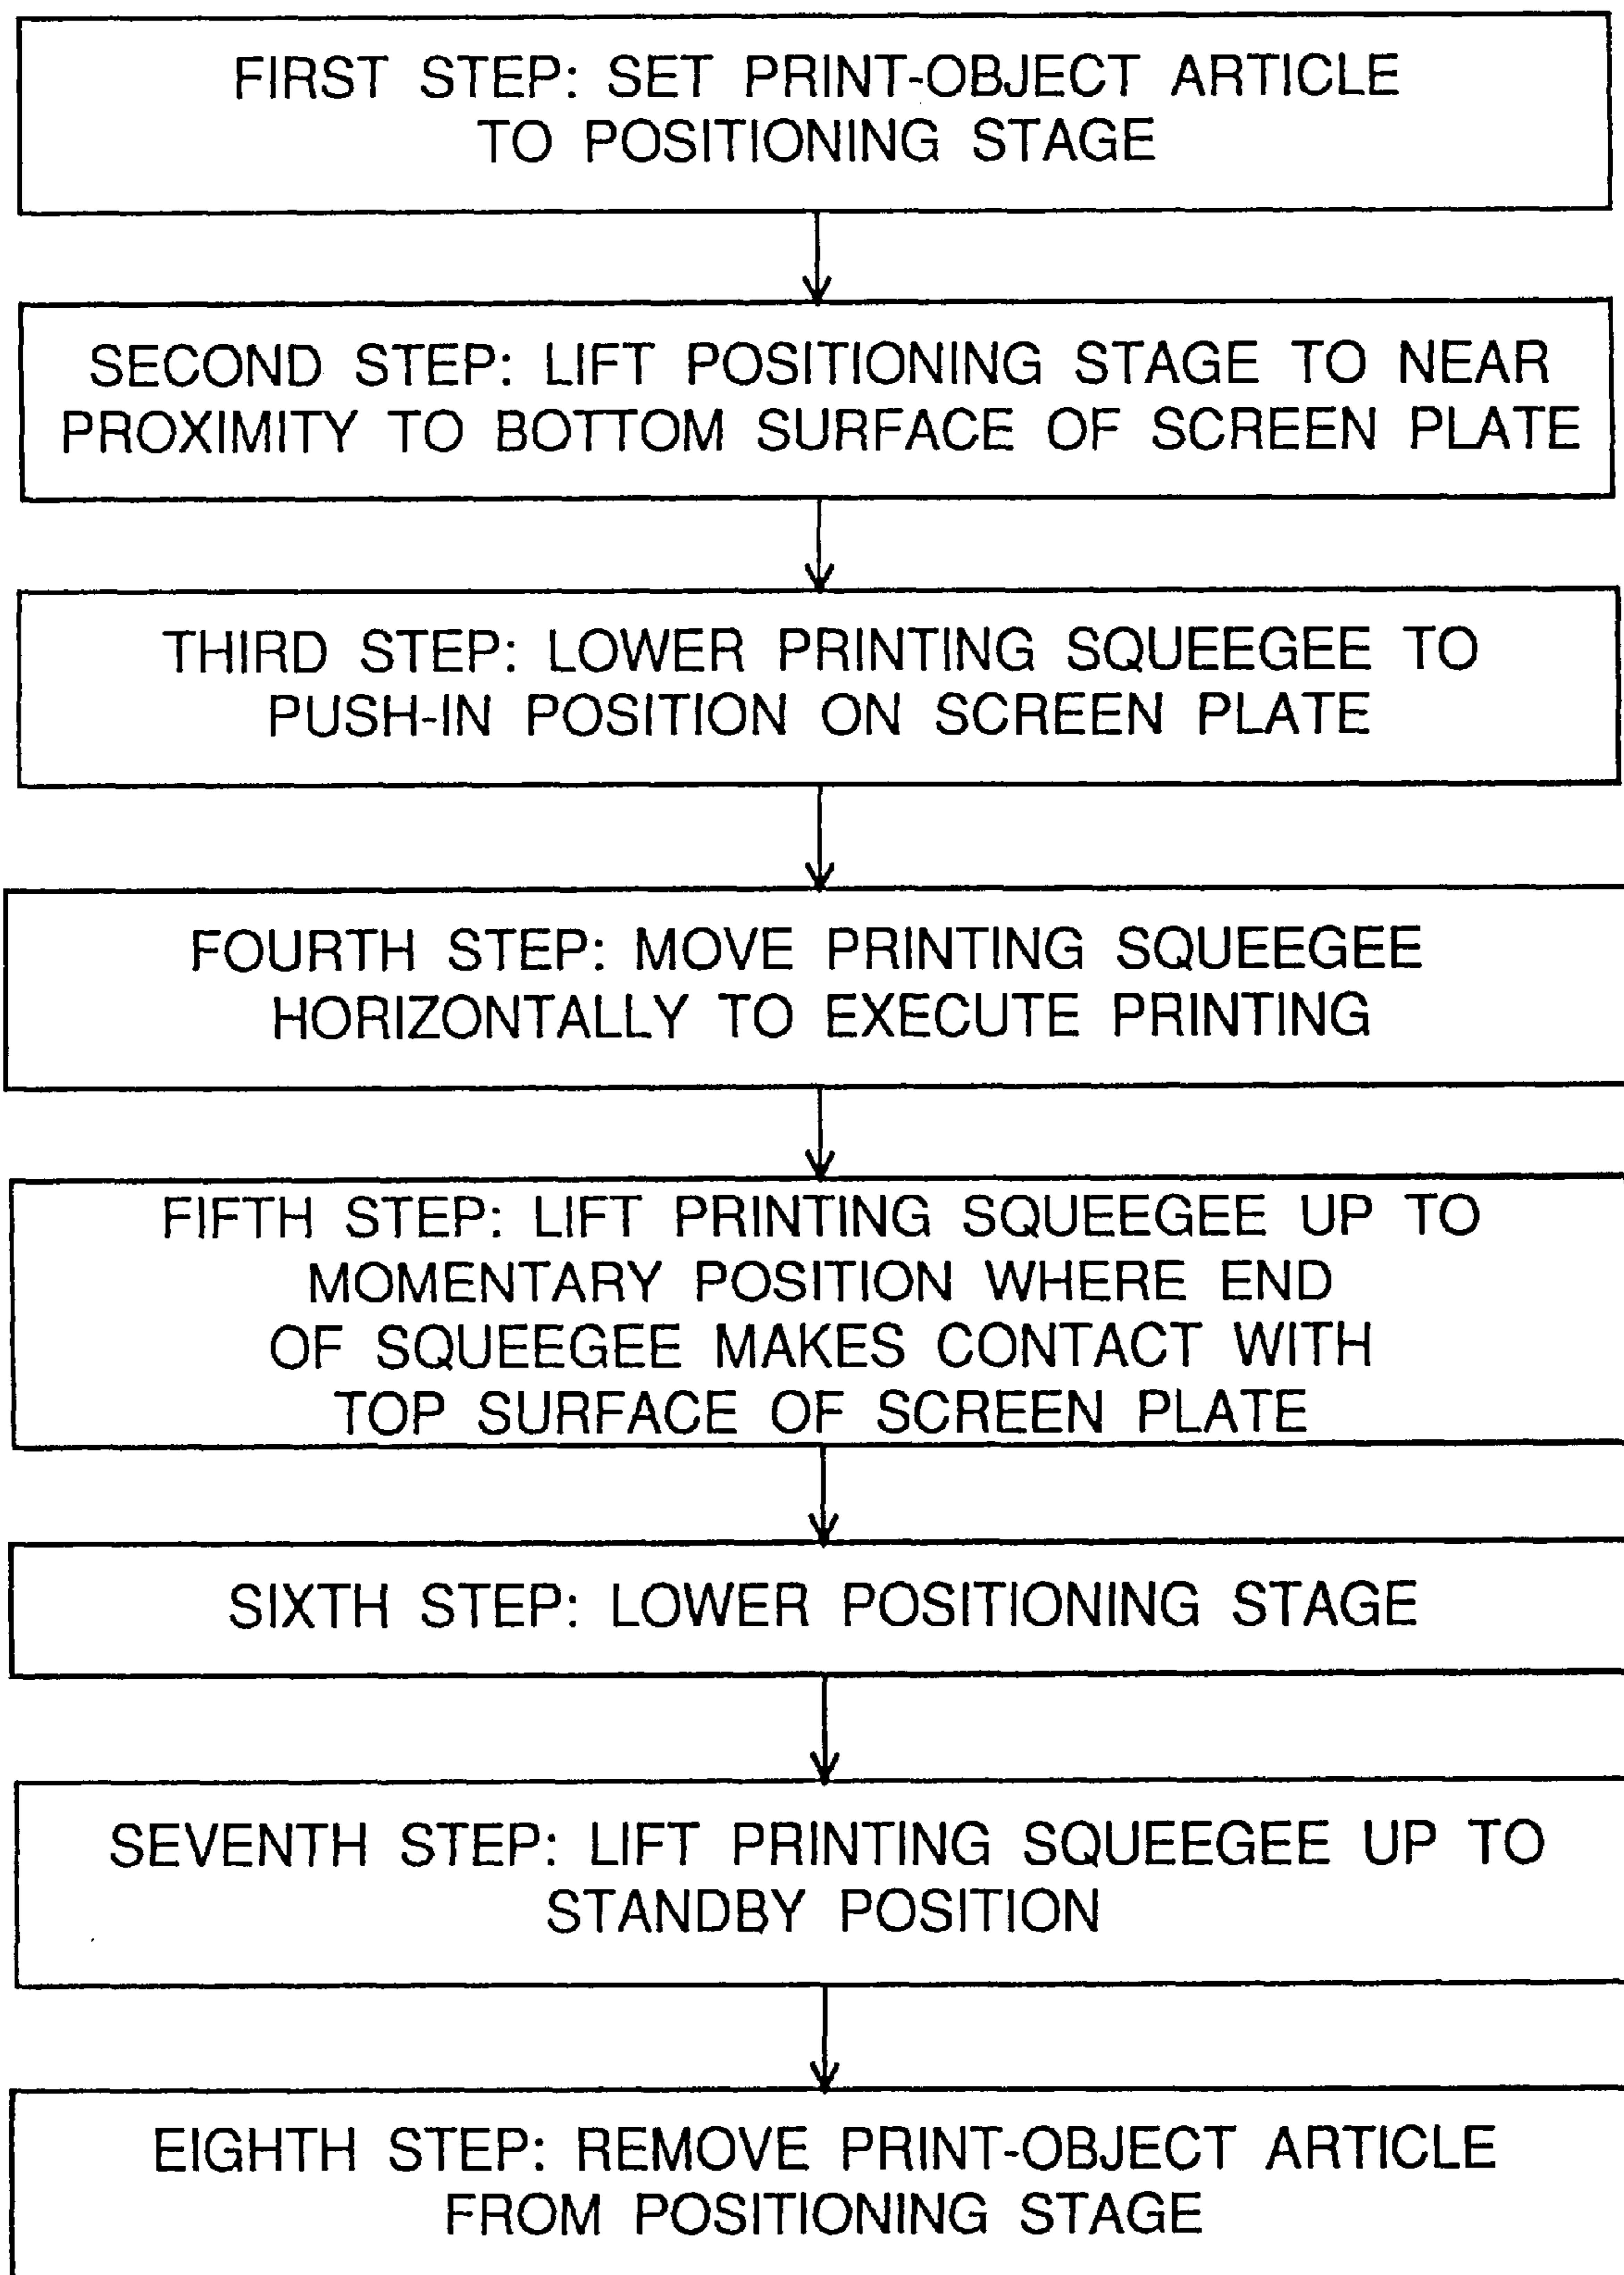 FIRST STEP: SET PRINT-OBJECT ARTICLE
TO POSITIONING STAGE
SECOND STEP: LIFT POSITIONING STAGE TO NEAR
PROXIMITY TO BOTTOM SURFACE OF SCREEN PLATE
THIRD STEP: LOWER PRINTING SQUEEGEE TO
PUSH-IN POSITION ON SCREEN PLATE
FOURTH STEP: MOVE PRINTING SQUEEGEE
HORIZONTALLY TO EXECUTE PRINTING
FIFTH STEP: LIFT PRINTING SQUEEGEE UP TO
MOMENTARY POSITION WHERE END
OF SQUEEGEE MAKES CONTACT WITH
TOP SURFACE OF SCREEN PLATE
SIXTH STEP: LOWER POSITIONING STAGE
SEVENTH STEP: LIFT PRINTING SQUEEGEE UP TO
STANDBY POSITION
EIGHTH STEP: REMOVE PRINT-OBJECT ARTICLE
FROM POSITIONING STAGE